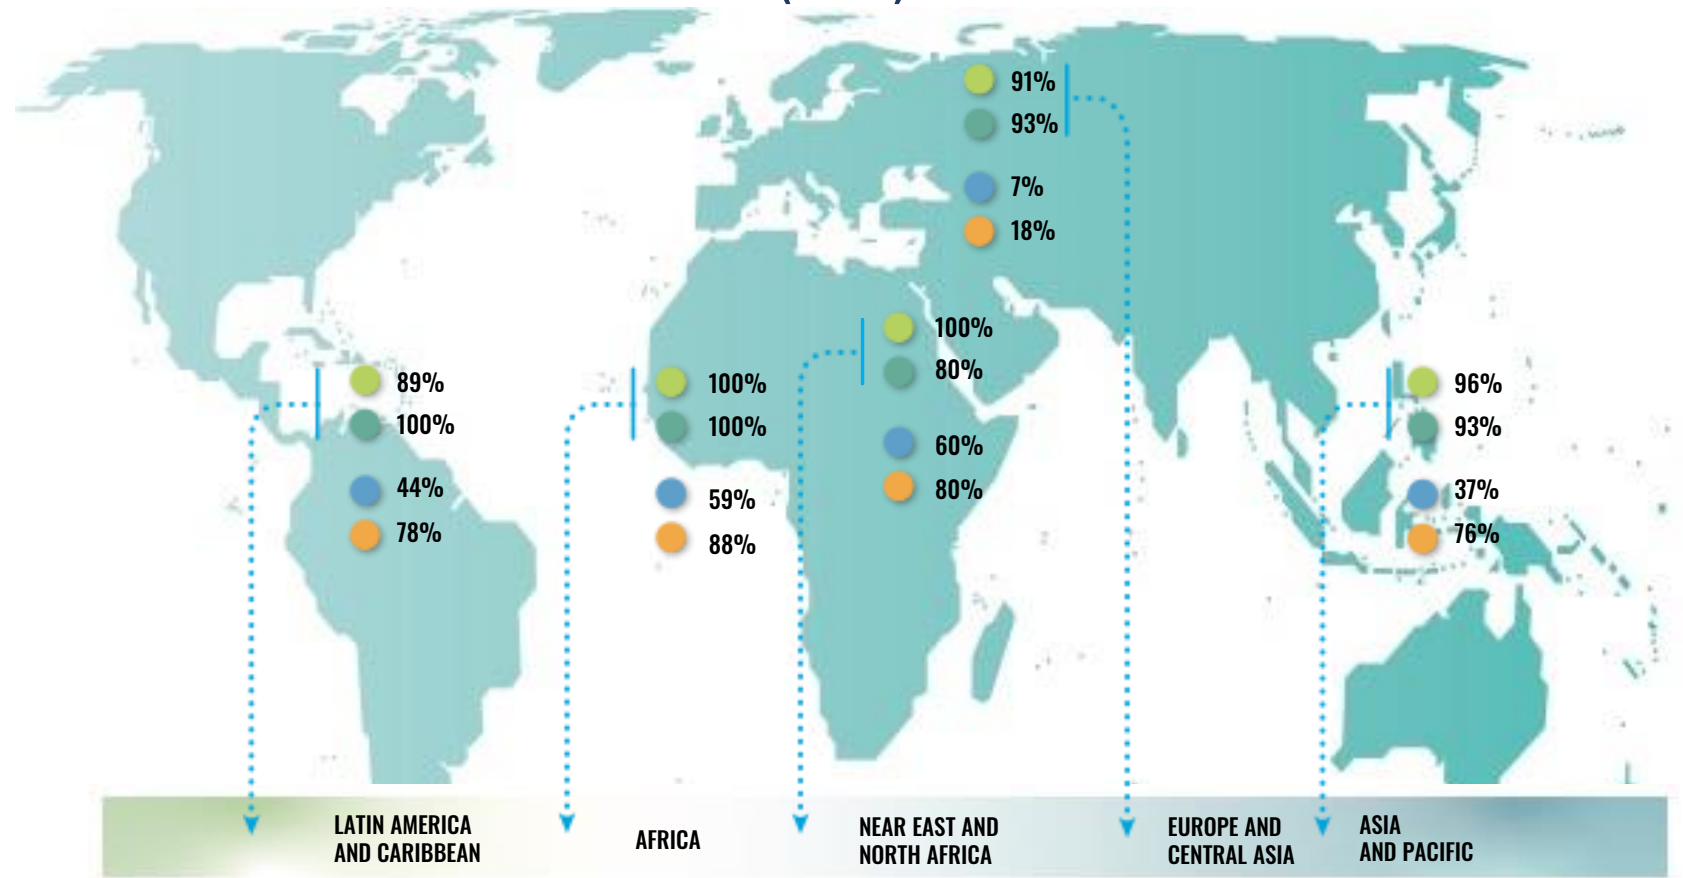 91%
93%
7%
18%
100%
80%
60%
80%
89%
100%
44%
78%
100%
100%
59%
88%
96%
93%
37%
76%
LATIN AMERICA
AND CARIBBEAN
AFRICA
NEAR EAST AND
NORTH AFRICA
EUROPE AND
CENTRAL ASIA
ASIA
AND PACIFIC